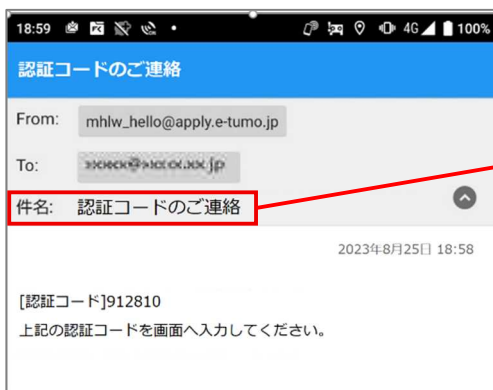 18:59 4G 100%
認証コードのご連絡
From: mhlw_hello@apply.e-tumo.jp
To:
件名: 認証コードのご連絡
2023年8月25日 18:58
[認証コード]912810
上記の認証コードを画面へ入力してください。